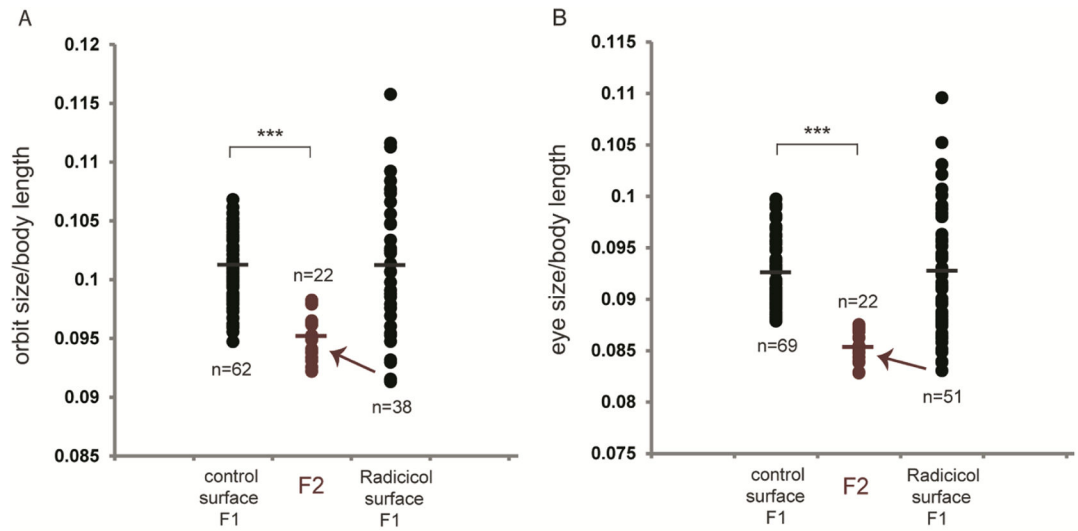 A
orbit size/body length
0.12
0.115
0.11
0.105
0.1
0.095
0.09
0.085
***
n=62
n=22
n=38
control
surface
F1
F2
Radicicol
surface
F1
B
eye size/body length
0.115
0.11
0.105
0.1
0.095
0.09
0.085
0.08
0.075
***
n=69
n=22
n=51
control
surface
F1
F2
Radicicol
surface
F1